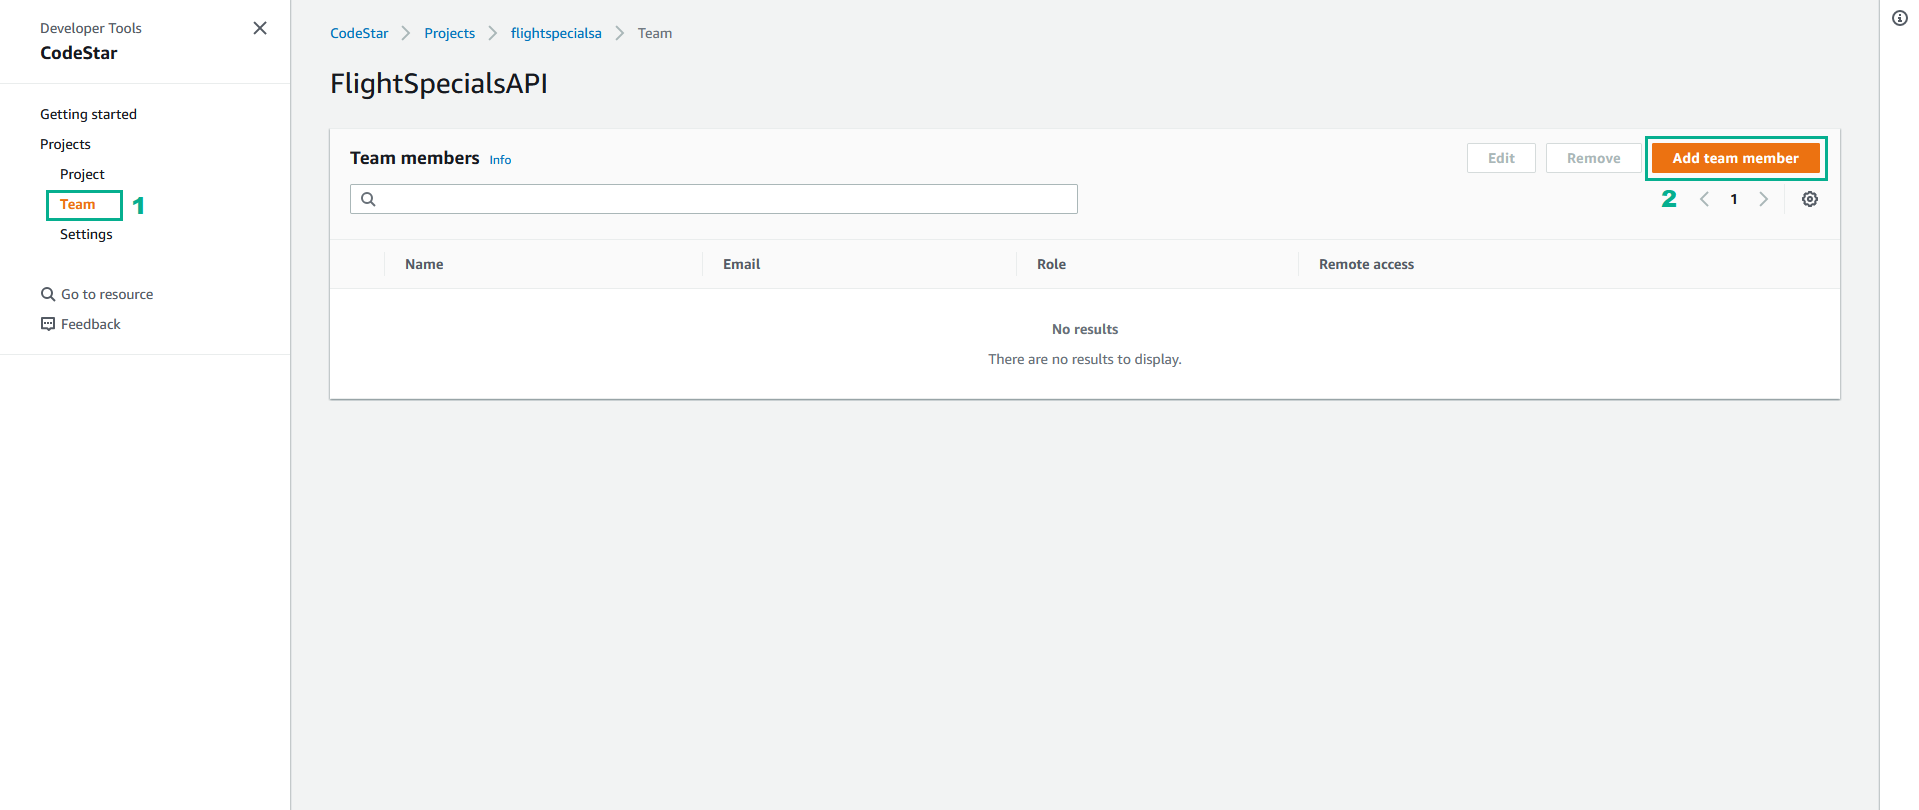 Developer Tools
CodeStar
Getting started
Projects
Project
Team 1
Settings
Go to resource
Feedback
CodeStar Projects flightspecialsa Team
FlightSpecialsAPI
Team members Info
Edit Remove Add team member
2 1
Name Email Role Remote access
No results
There are no results to display.